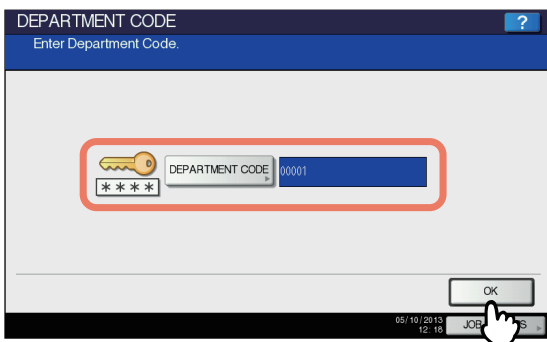 DEPARTMENT CODE
?
Enter Department Code.
DEPARTMENT CODE 00001
****
OK
05/10/2013
12:18
JOB S